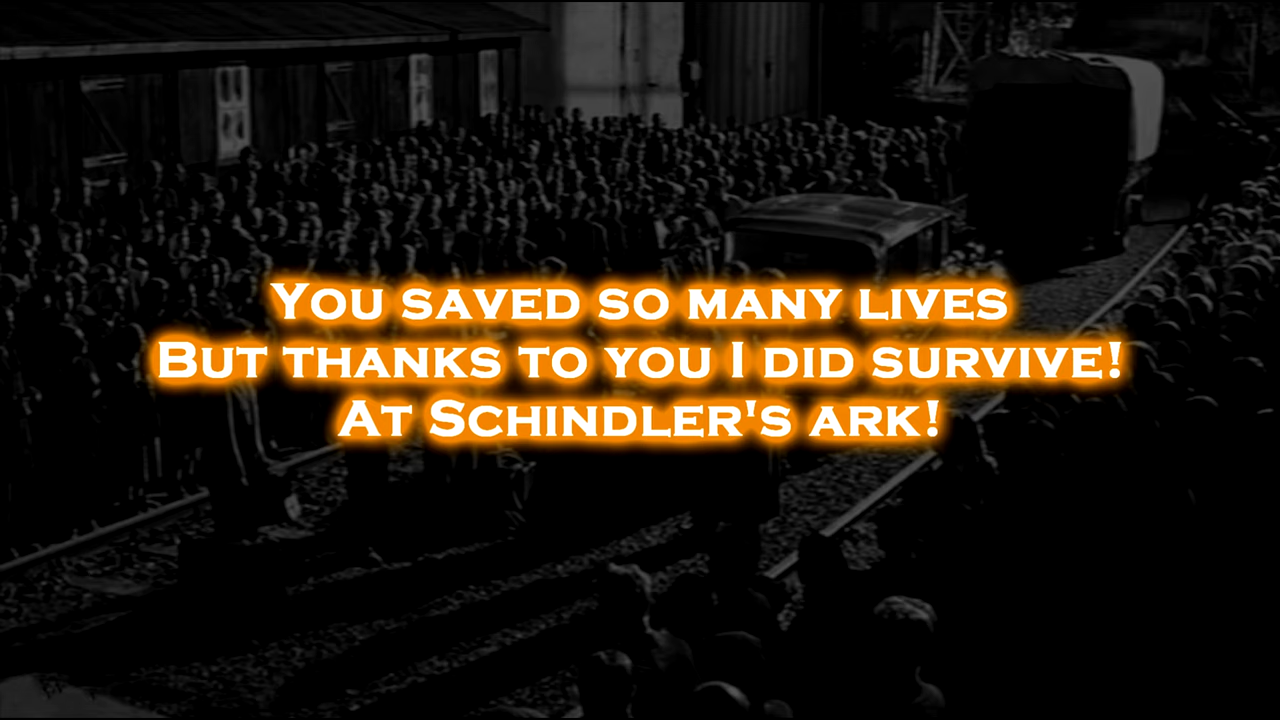 You saved so many lives
But thanks to you I did survive!
At Schindler's ark!